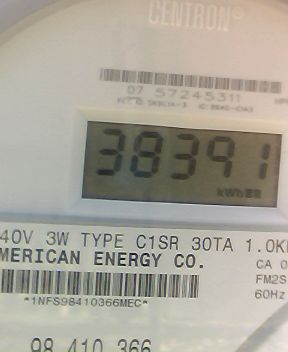 CENTRON®
07 57245311
38391
kWh
40V 3W TYPE C1SR 30TA 1.0K
MERICAN ENERGY CO.
CA 0
FM2S
60Hz
*1NFS98410366MEC*
98 410 366